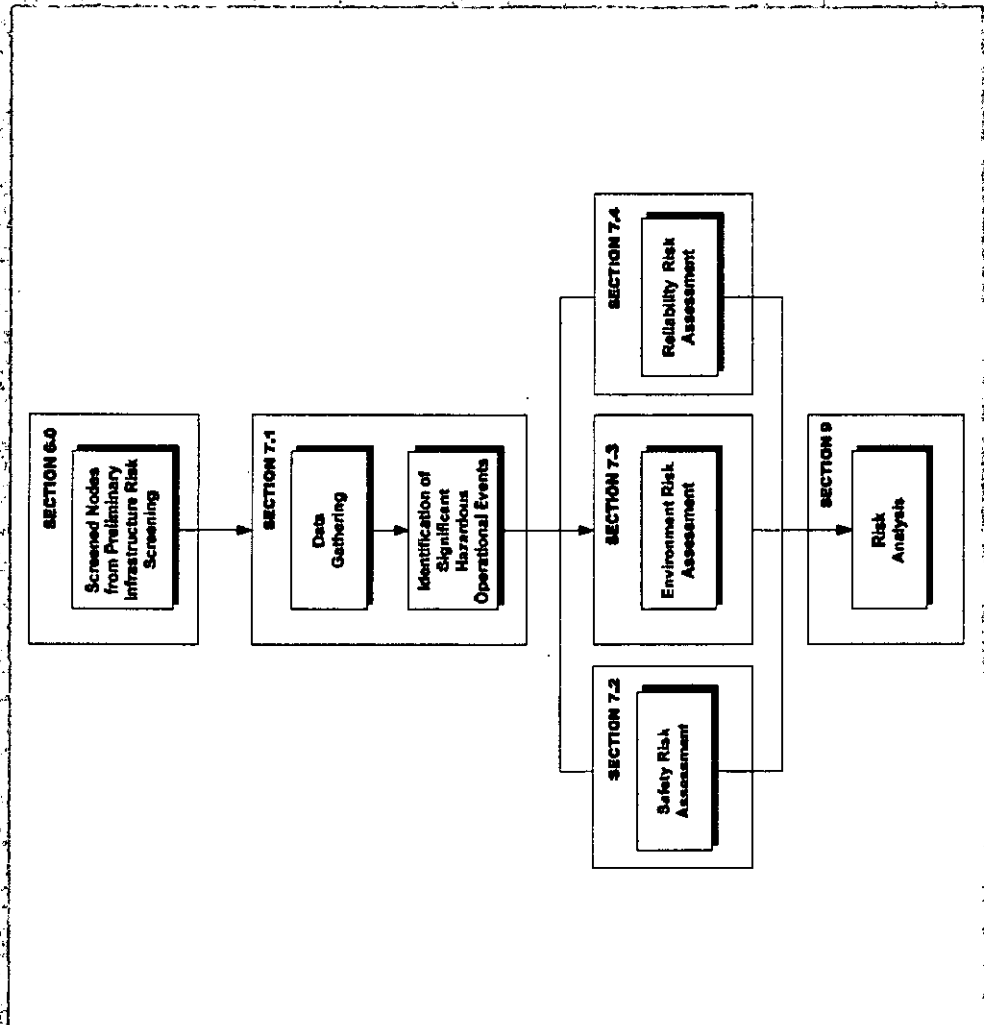 SECTION 6.0
Screened Nodes
from Preliminary
Infrastructure Risk
Screening
SECTION 7.1
Data
Gathering
Identification of
Significant
Hazardous
Operational Events
SECTION 7.2
Safety Risk
Assessment
SECTION 7.3
Environment Risk
Assessment
SECTION 7.4
Reliability Risk
Assessment
SECTION 9
Risk
Analysis